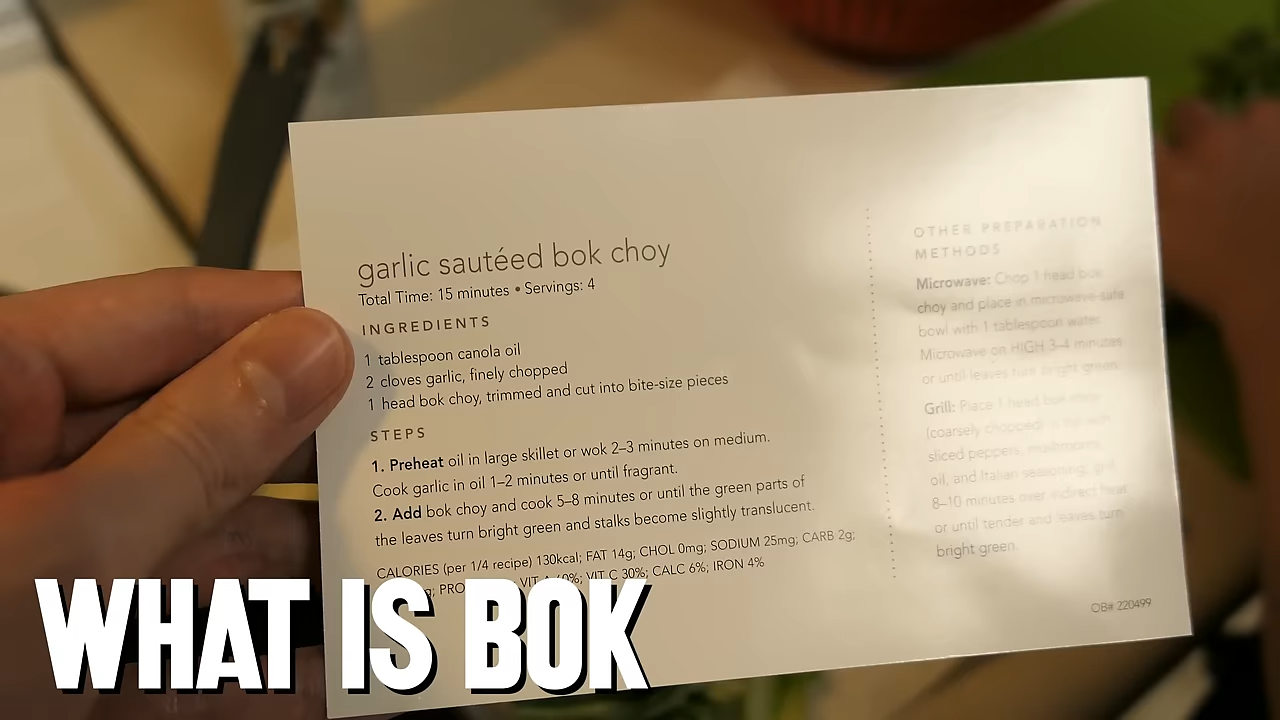 garlic sautéed bok choy
Total Time: 15 minutes • Servings: 4
INGREDIENTS
1 tablespoon canola oil
2 cloves garlic, finely chopped
1 head bok choy, trimmed and cut into bite-size pieces
STEPS
1. Preheat oil in large skillet or wok 2–3 minutes on medium.
Cook garlic in oil 1–2 minutes or until fragrant.
2. Add bok choy and cook 5–8 minutes or until the green parts of
the leaves turn bright green and stalks become slightly translucent.
CALORIES (per 1/4 recipe) 130kcal; FAT 14g; CHOL 0mg; SODIUM 25mg; CARB 2g;
VIT C 30%; CALC 6%; IRON 4%
OTHER PREPARATION
METHODS
Microwave: Chop 1 head bok
choy and place in microwave-safe
bowl with 1 tablespoon water.
Microwave on HIGH 3–4 minutes
or until leaves turn bright green.
Grill: Place 1 head bok choy
(coarsely chopped) in with
sliced peppers, mushrooms,
oil, and Italian seasoning; grill
8–10 minutes over indirect heat
or until tender and leaves turn
bright green.
OB# 220499
WHAT IS BOK